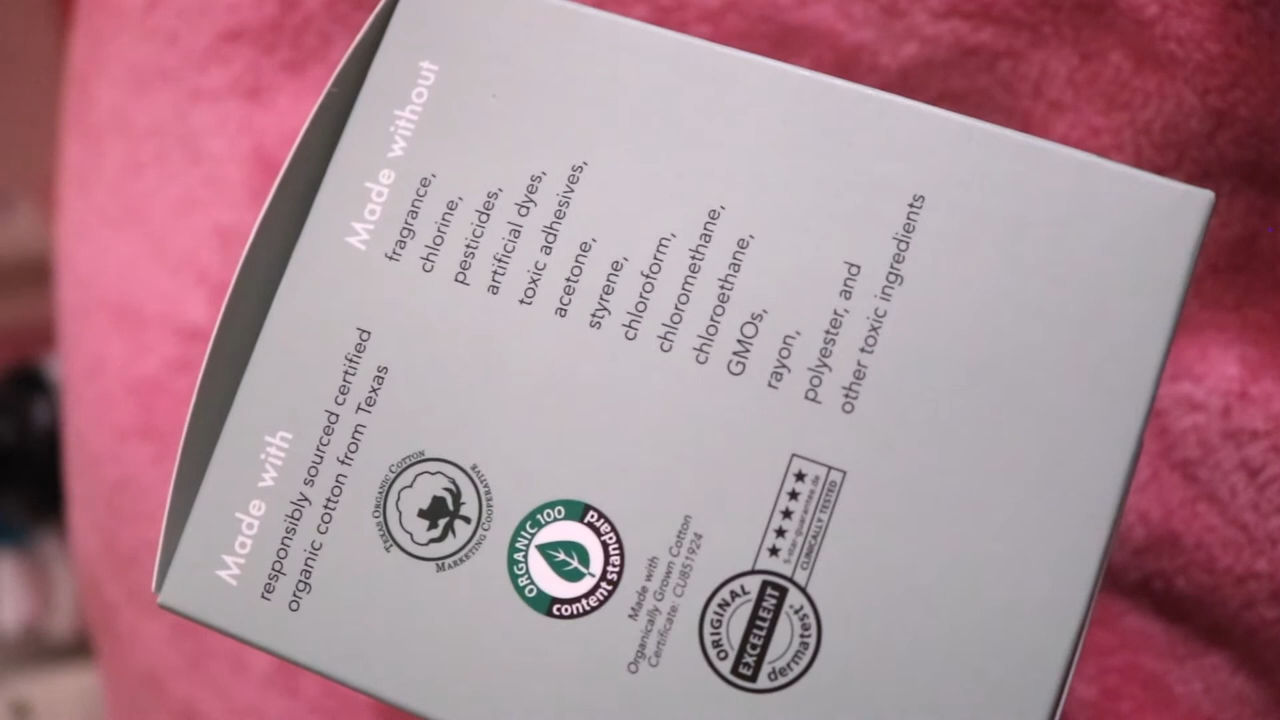 Made with
responsibly sourced certified
organic cotton from Texas
TEXAS ORGANIC COTTON
MARKETING COOPERATIVE
ORGANIC 100
content standard
Made with
Organically Grown Cotton
Certificate: CU851924
ORIGINAL
EXCELLENT
dermatest®
5-star-guarantee.de
CLINICALLY TESTED
Made without
fragrance,
chlorine,
pesticides,
artificial dyes,
toxic adhesives,
acetone,
styrene,
chloroform,
chloromethane,
chloroethane,
GMOs,
rayon,
polyester, and
other toxic ingredients